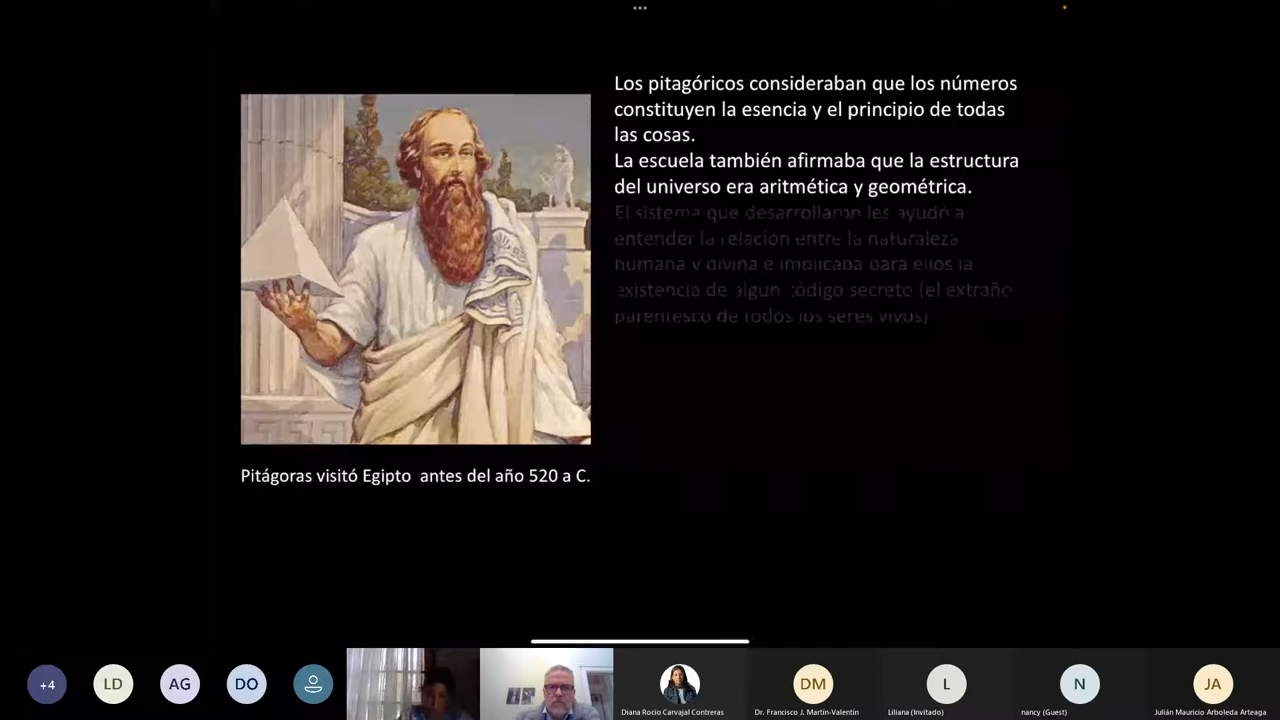 Los pitagóricos consideraban que los números
constituyen la esencia y el principio de todas
las cosas.
La escuela también afirmaba que la estructura
del universo era aritmética y geométrica.
El sistema que desarrollaron les ayudó a
entender la relación entre la naturaleza
humana y divina e implicaba para ellos la
existencia de algun código secreto (el extraño
parentesco de todos los seres vivos)
Pitágoras visitó Egipto antes del año 520 a C.
+4
LD
AG
DO
DM
L
N
JA
Diana Rocio Carvajal Contreras
Dr. Francisco J. Martín-Valentín
Liliana (Invitado)
nancy (Guest)
Julián Mauricio Arboleda Arteaga